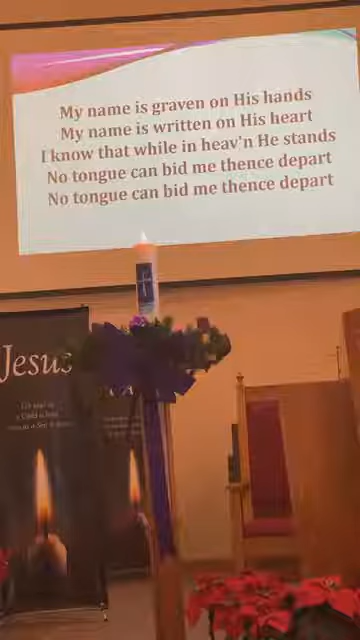 My name is graven on His hands
My name is written on His heart
I know that while in heav'n He stands
No tongue can bid me thence depart
No tongue can bid me thence depart
Jesus